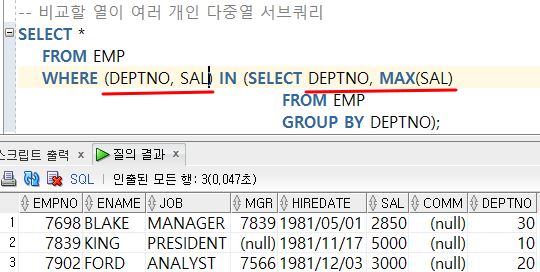 -- 비교할 열이 여러 개인 다중열 서브쿼리
SELECT *
FROM EMP
WHERE (DEPTNO, SAL) IN (SELECT DEPTNO, MAX(SAL)
FROM EMP
GROUP BY DEPTNO);
스크립트 출력 × 질의 결과 ×
SQL | 인출된 모든 행: 3(0,047초)
EMPNO ENAME JOB MGR HIREDATE SAL COMM DEPTNO
1 7698 BLAKE MANAGER 7839 1981/05/01 2850 (null) 30
2 7839 KING PRESIDENT (null) 1981/11/17 5000 (null) 10
3 7902 FORD ANALYST 7566 1981/12/03 3000 (null) 20